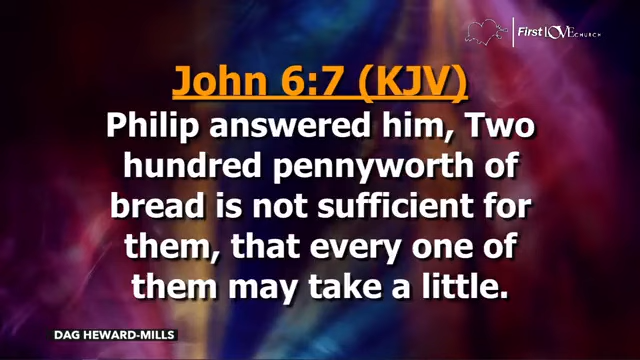 First LOVE CHURCH
John 6:7 (KJV)
Philip answered him, Two
hundred pennyworth of
bread is not sufficient for
them, that every one of
them may take a little.
DAG HEWARD-MILLS